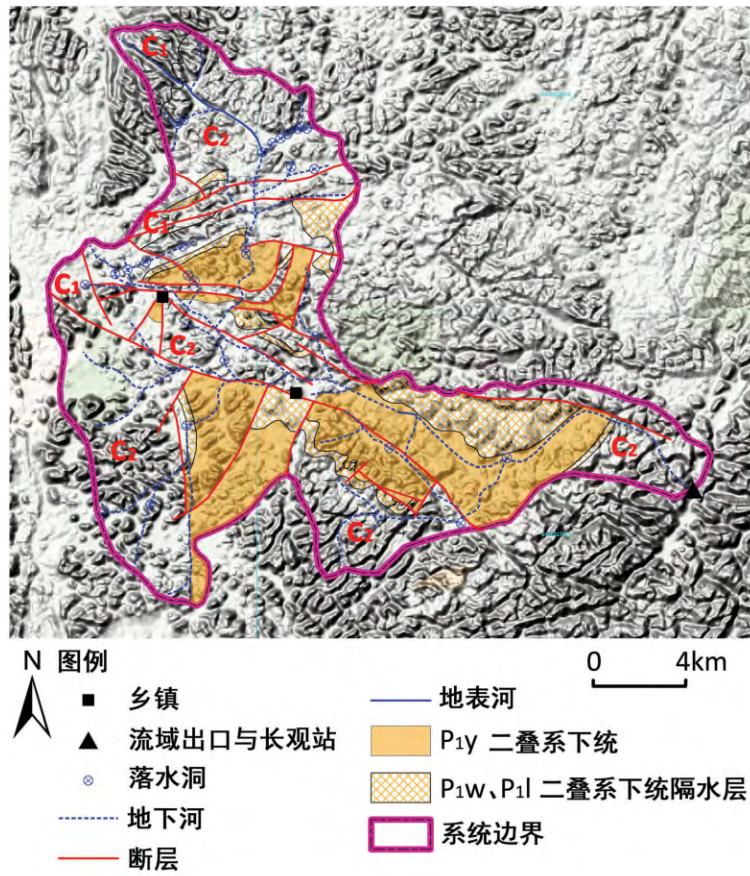 C₁
C₂
C₁
C₁
C₂
C₂
C₂
C₂
N 图例
0 4km
乡镇
流域出口与长观站
落水洞
地下河
断层
地表河
P₁y 二叠系下统
P₁w、P₁l 二叠系下统隔水层
系统边界